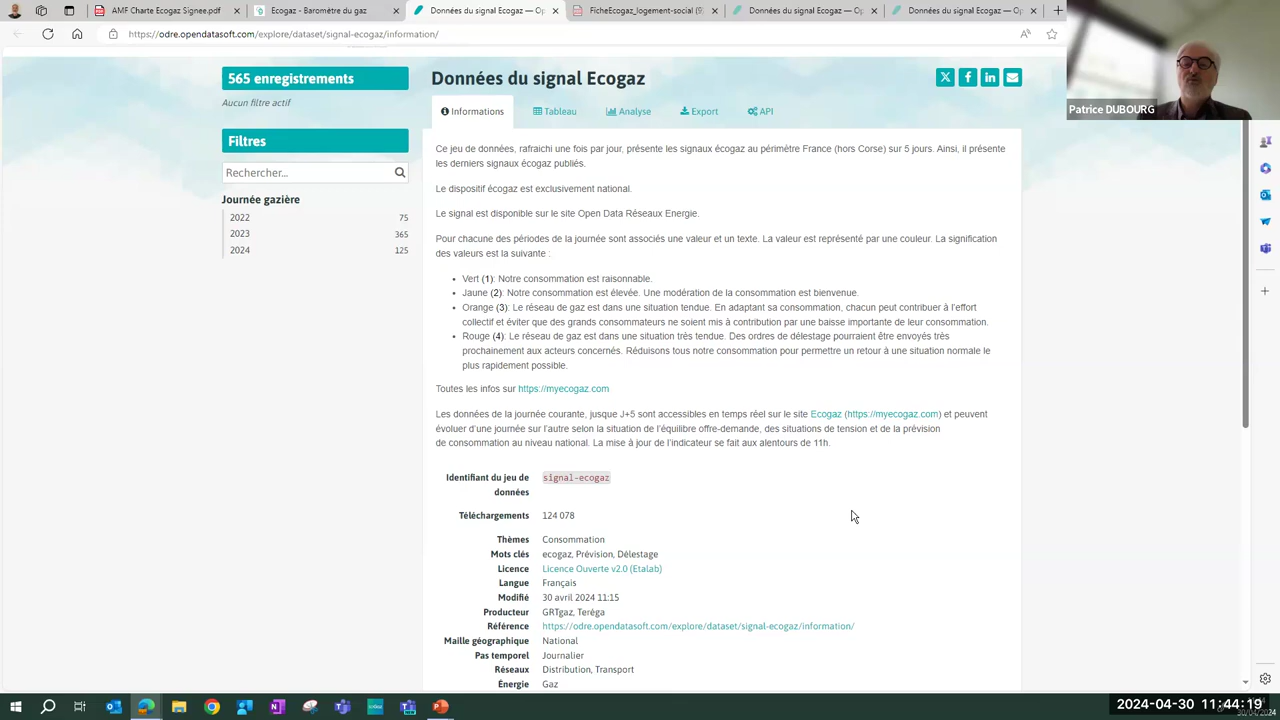 AMF Charte Ecogaz Signee.pdf
Ecogaz - Baromètre du gaz
Données du signal Ecogaz — O
FicheEcogaz_logement-social (9
Données du signal Ecogaz — Op
Données du signal Ecogaz — Op
https://odre.opendatasoft.com/explore/dataset/signal-ecogaz/information/
Patrice DUBOURG
565 enregistrements
Aucun filtre actif
Filtres
Rechercher...
Journée gazière
2022 75
2023 365
2024 125
Données du signal Ecogaz
Informations Tableau Analyse Export API
Ce jeu de données, rafraichi une fois par jour, présente les signaux écogaz au périmètre France (hors Corse) sur 5 jours. Ainsi, il présente
les derniers signaux écogaz publiés.
Le dispositif écogaz est exclusivement national.
Le signal est disponible sur le site Open Data Réseaux Energie.
Pour chacune des périodes de la journée sont associés une valeur et un texte. La valeur est représenté par une couleur. La signification
des valeurs est la suivante :
• Vert (1): Notre consommation est raisonnable.
• Jaune (2): Notre consommation est élevée. Une modération de la consommation est bienvenue.
• Orange (3): Le réseau de gaz est dans une situation tendue. En adaptant sa consommation, chacun peut contribuer à l'effort
collectif et éviter que des grands consommateurs ne soient mis à contribution par une baisse importante de leur consommation.
• Rouge (4): Le réseau de gaz est dans une situation très tendue. Des ordres de délestage pourraient être envoyés très
prochainement aux acteurs concernés. Réduisons tous notre consommation pour permettre un retour à une situation normale le
plus rapidement possible.
Toutes les infos sur https://myecogaz.com
Les données de la journée courante, jusque J+5 sont accessibles en temps réel sur le site Ecogaz (https://myecogaz.com) et peuvent
évoluer d'une journée sur l'autre selon la situation de l'équilibre offre-demande, des situations de tension et de la prévision
de consommation au niveau national. La mise à jour de l'indicateur se fait aux alentours de 11h.
Identifiant du jeu de signal-ecogaz
données
Téléchargements 124 078
Thèmes Consommation
Mots clés ecogaz, Prévision, Délestage
Licence Licence Ouverte v2.0 (Etalab)
Langue Français
Modifié 30 avril 2024 11:15
Producteur GRTgaz, Teréga
Référence https://odre.opendatasoft.com/explore/dataset/signal-ecogaz/information/
Maille géographique National
Pas temporel Journalier
Réseaux Distribution, Transport
Énergie Gaz
2024-04-30 11:44:19
30/04/2024